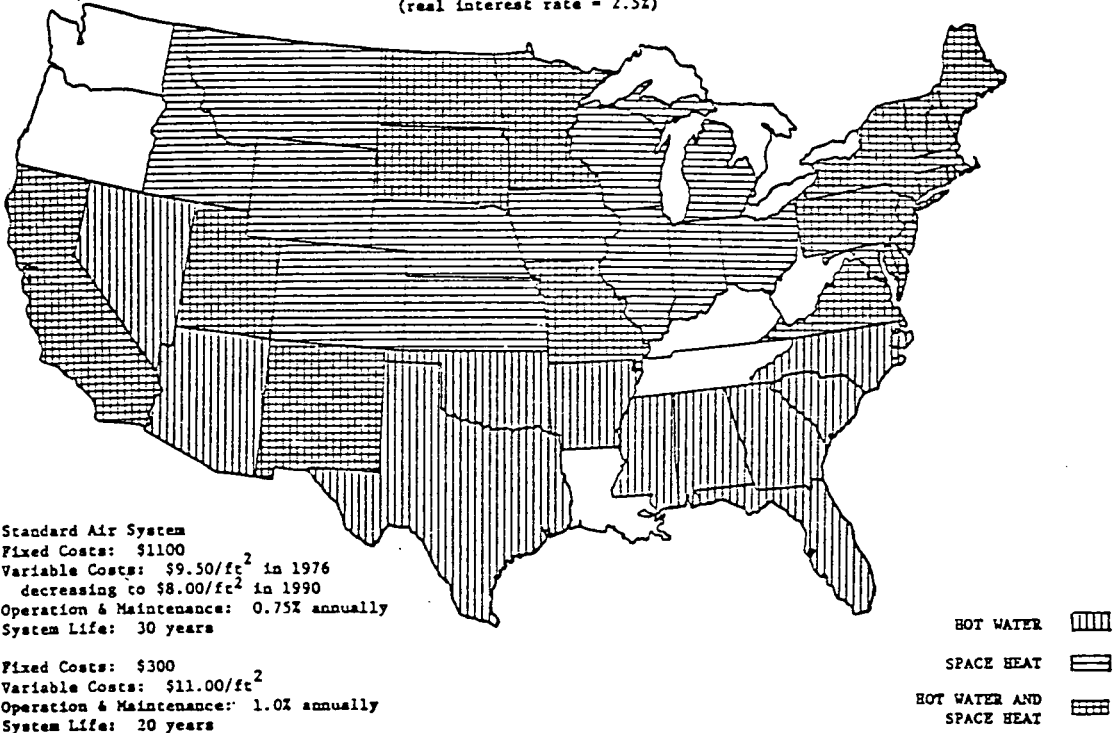 (real interest rate = 2.5%)
Standard Air System
Fixed Costs: $1100
Variable Costs: $9.50/ft² in 1976
decreasing to $8.00/ft² in 1990
Operation & Maintenance: 0.75% annually
System Life: 30 years
Fixed Costs: $300
Variable Costs: $11.00/ft²
Operation & Maintenance: 1.0% annually
System Life: 20 years
HOT WATER
SPACE HEAT
HOT WATER AND
SPACE HEAT